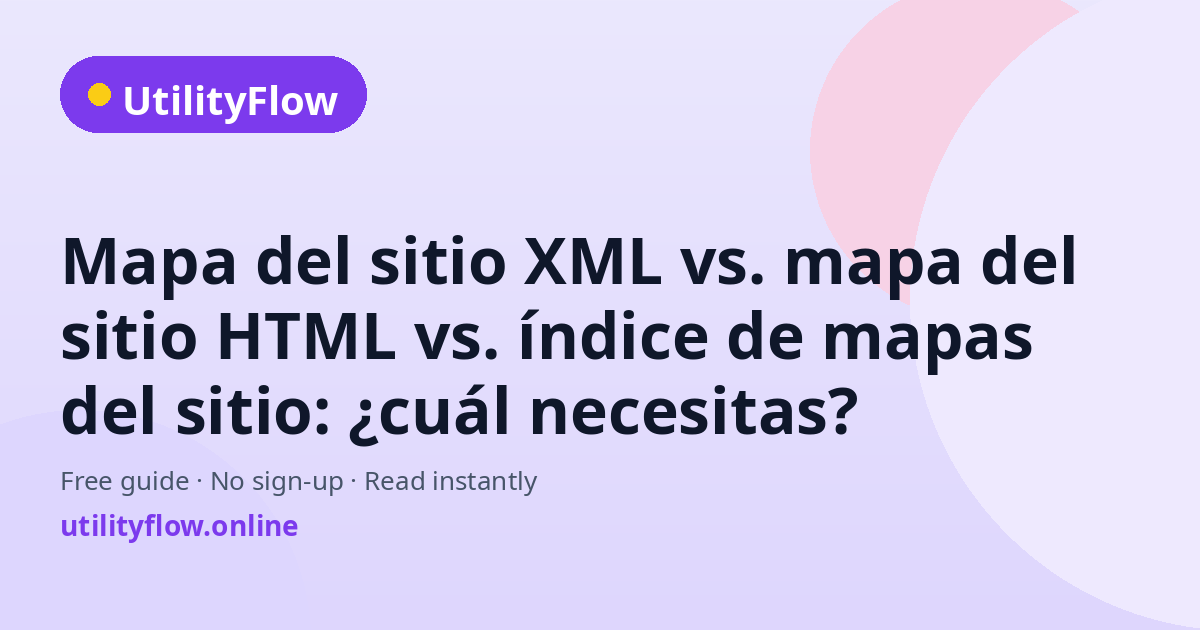 UtilityFlow
Mapa del sitio XML vs. mapa del
sitio HTML vs. índice de mapas
del sitio: ¿cuál necesitas?
Free guide · No sign-up · Read instantly
utilityflow.online